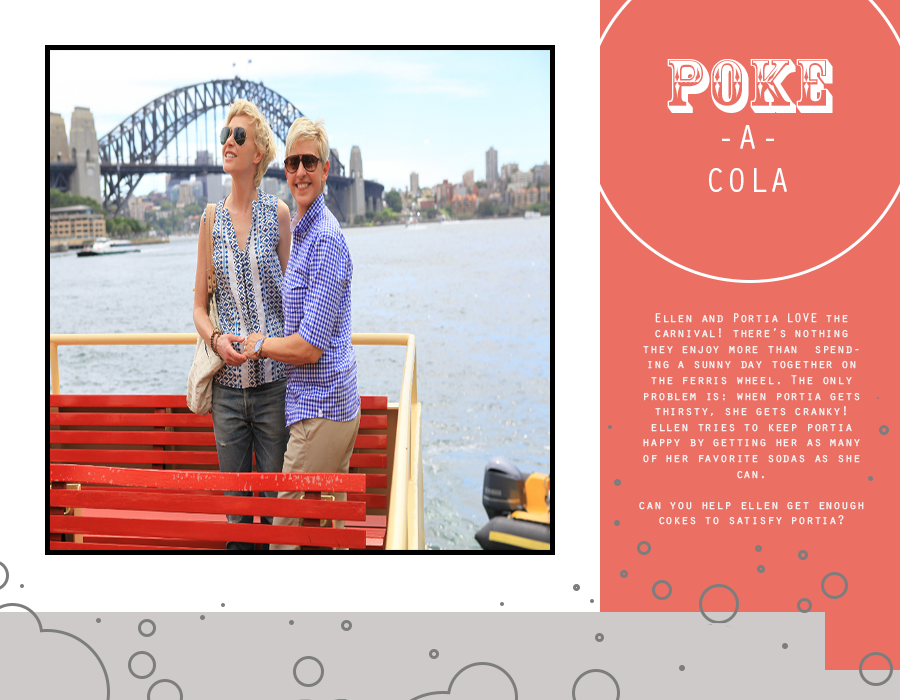 POKE
-A-
COLA
Ellen and Portia LOVE the
carnival! there's nothing
they enjoy more than spend-
ing a sunny day together on
the ferris wheel. The only
problem is: when portia gets
thirsty, she gets cranky!
ellen tries to keep portia
happy by getting her as many
of her favorite sodas as she
can.
can you help ellen get enough
cokes to satisfy portia?